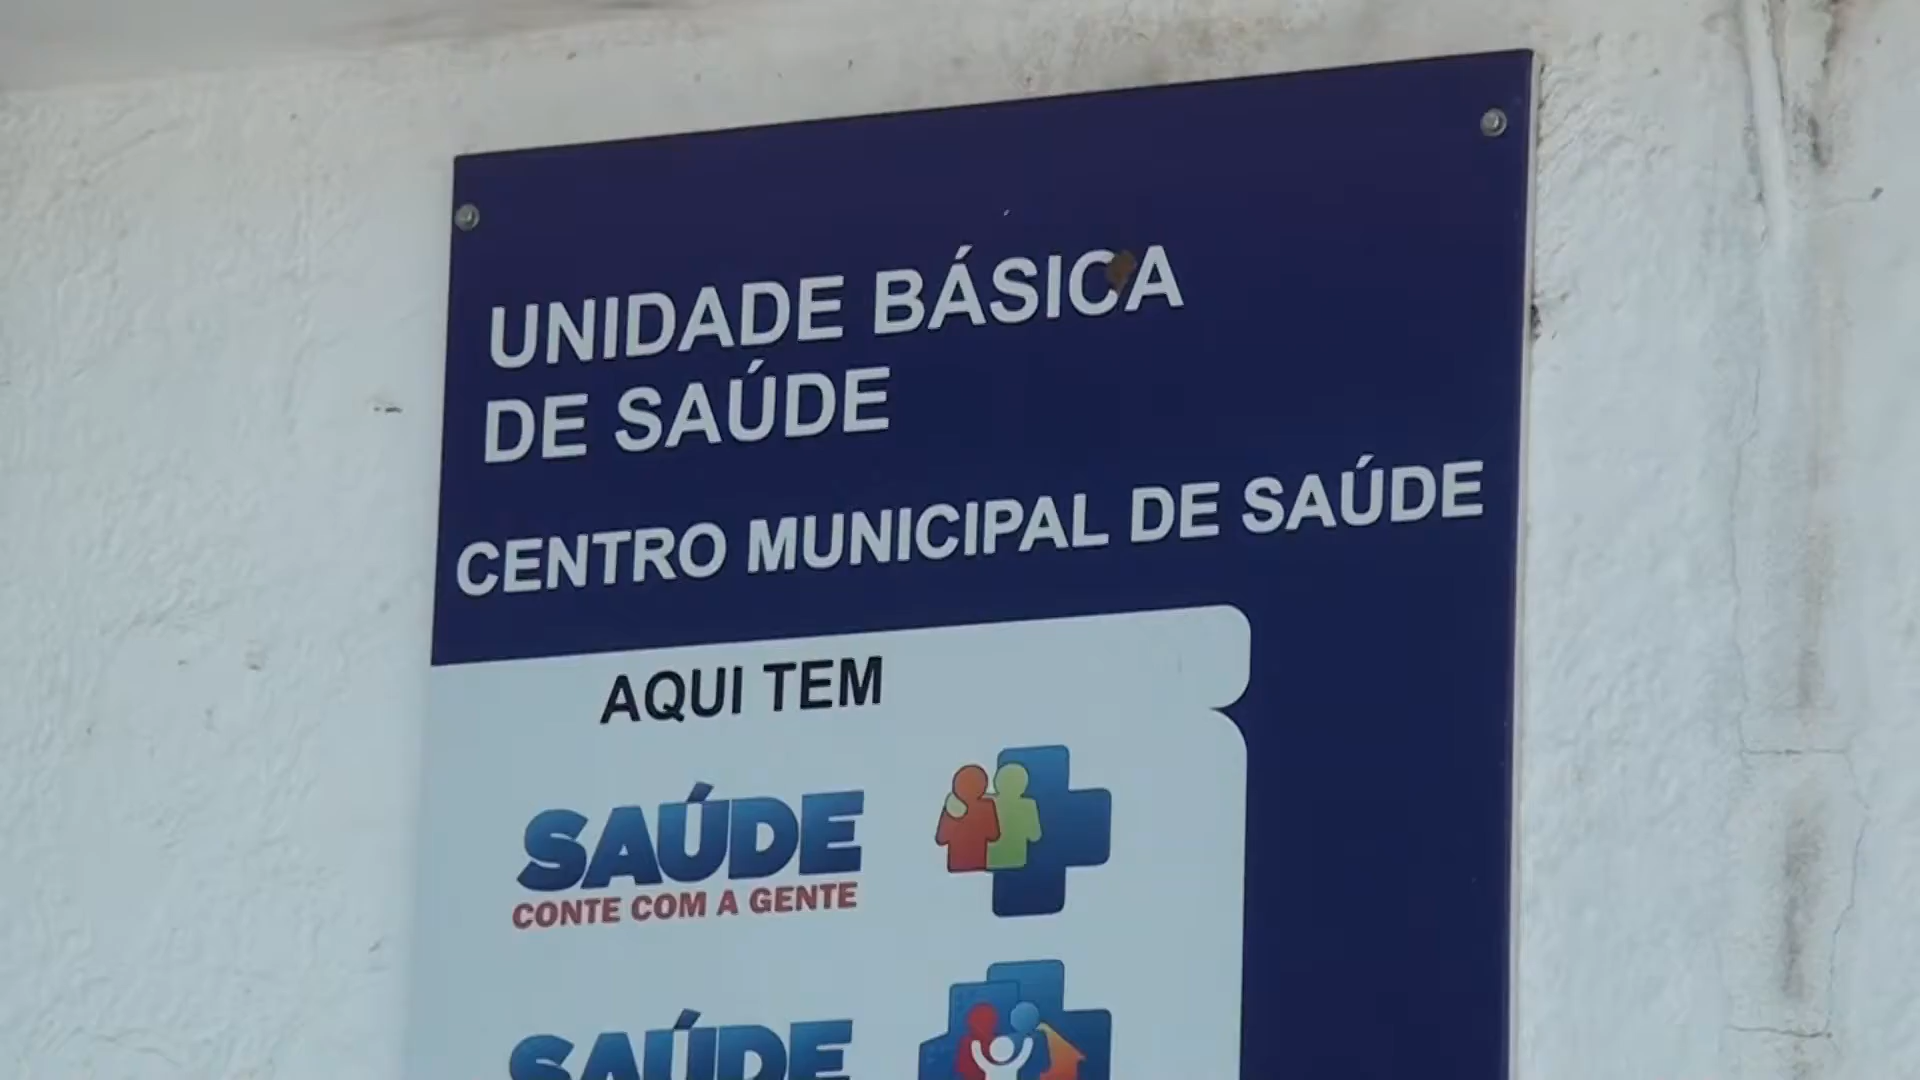 UNIDADE BÁSICA
DE SAÚDE
CENTRO MUNICIPAL DE SAÚDE
AQUI TEM
SAÚDE
CONTE COM A GENTE
SAÚDE